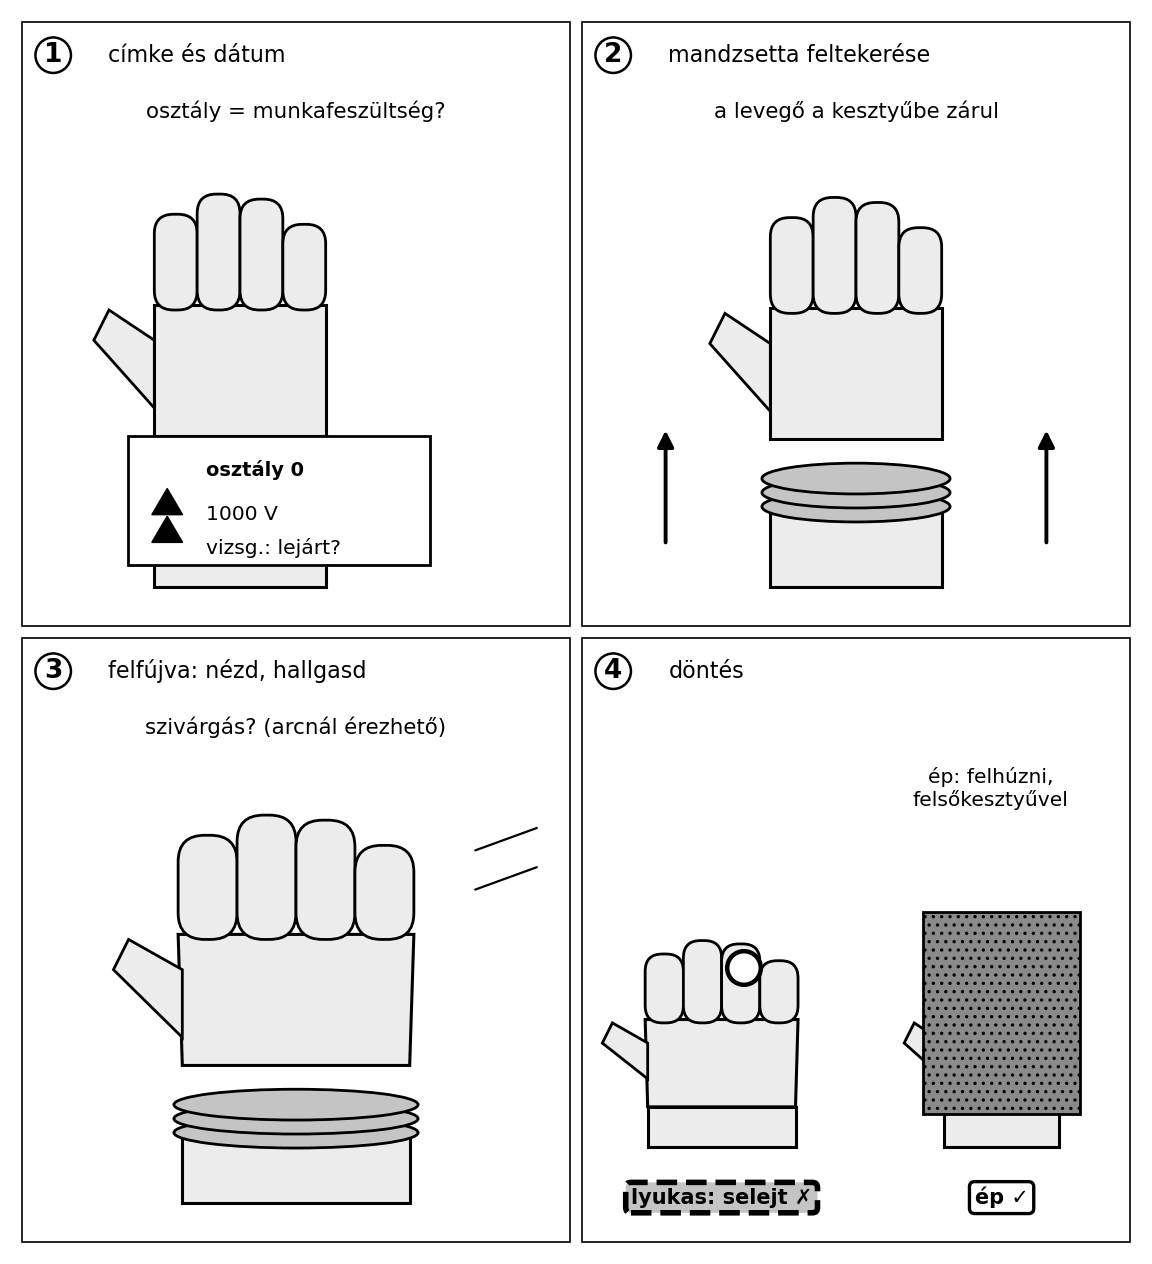 1 címke és dátum
osztály = munkafeszültség?
osztály 0
1000 V
vizsg.: lejárt?
2 mandzsetta feltekerése
a levegő a kesztyűbe zárul
3 felfújva: nézd, hallgasd
szivárgás? (arcnál érezhető)
4 döntés
ép: felhúzni,
felsőkesztyűvel
lyukas: selejt ✗
ép ✓